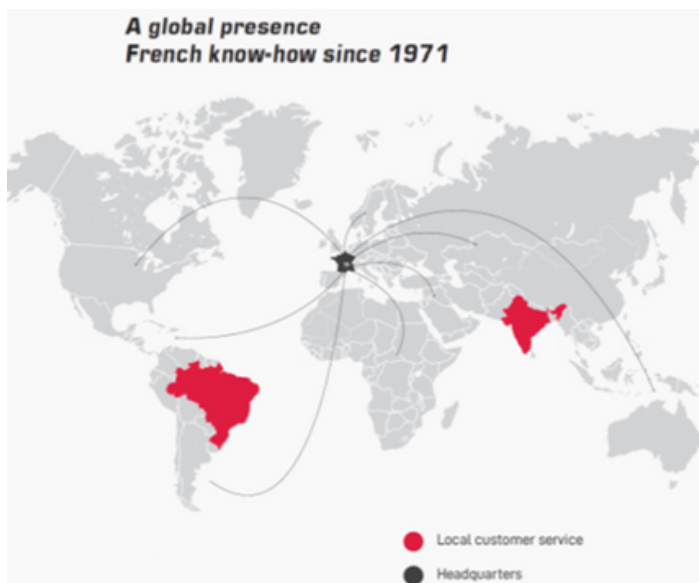 A global presence
French know-how since 1971
Local customer service
Headquarters